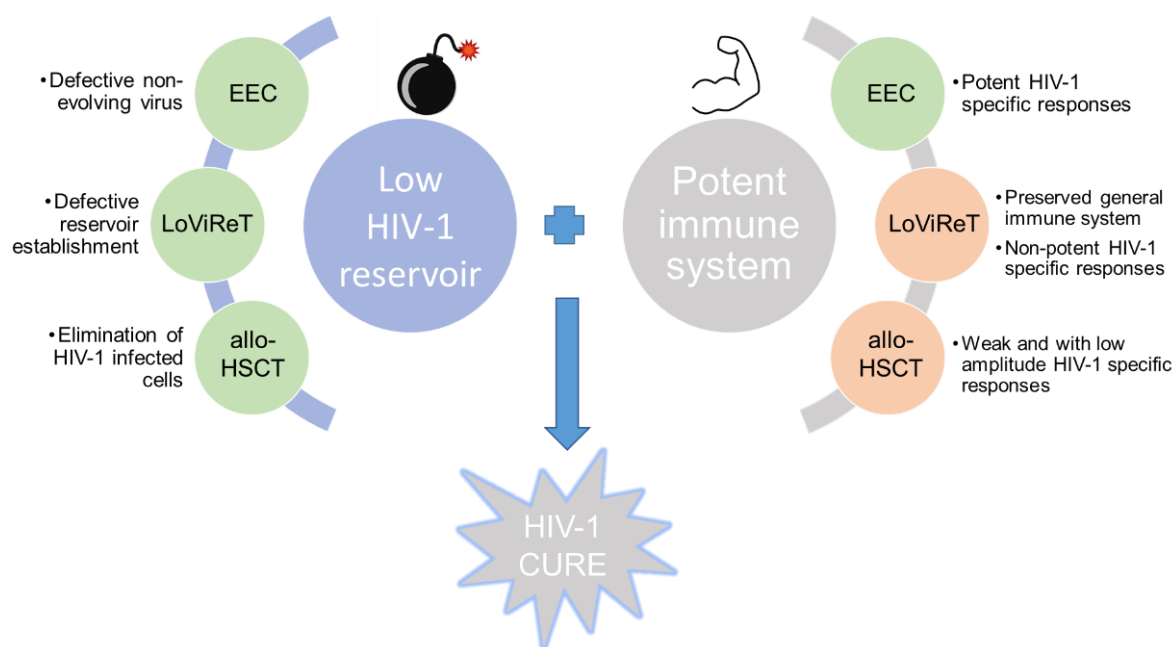 EEC
•Defective non-
evolving virus
LoViReT
•Defective
reservoir
establishment
allo-
HSCT
•Elimination of
HIV-1 infected
cells
Low
HIV-1
reservoir
Potent
immune
system
EEC
•Potent HIV-1
specific responses
LoViReT
•Preserved general
immune system
•Non-potent HIV-1
specific responses
allo-
HSCT
•Weak and with low
amplitude HIV-1 specific
responses
HIV-1
CURE